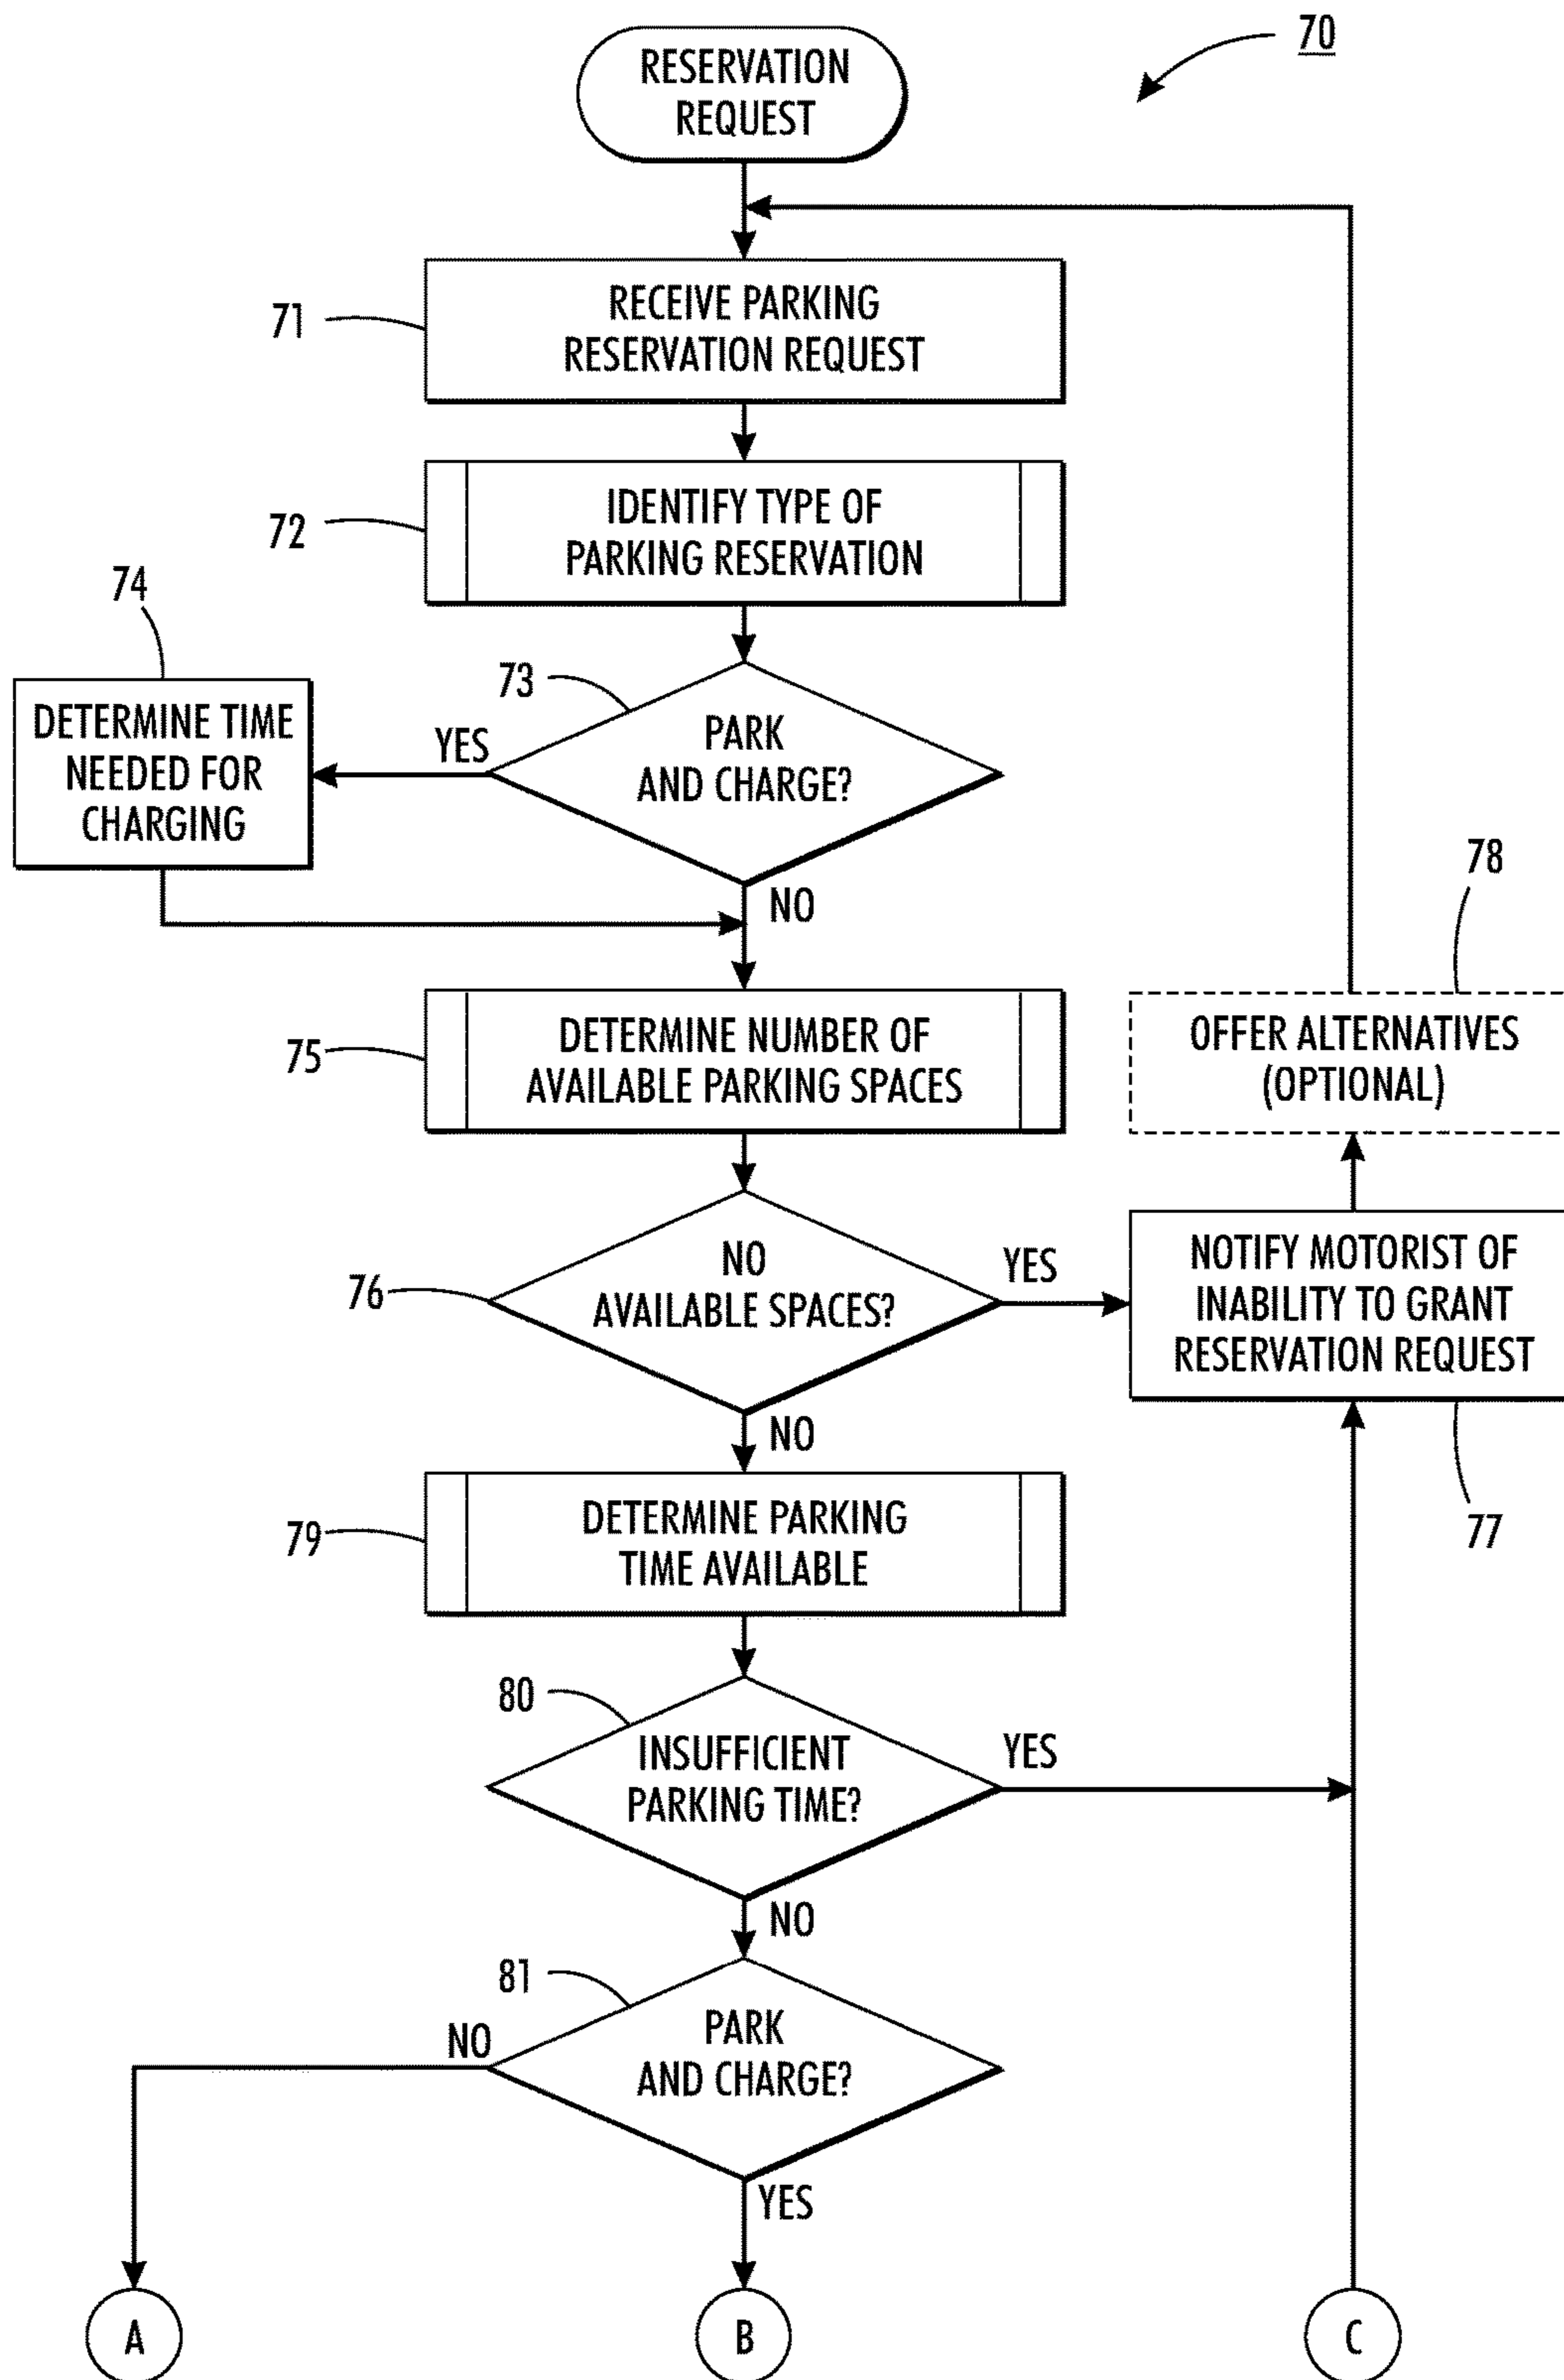 RESERVATION
REQUEST
70
71
RECEIVE PARKING
RESERVATION REQUEST
72
IDENTIFY TYPE OF
PARKING RESERVATION
74
DETERMINE TIME
NEEDED FOR
CHARGING
73
YES
PARK
AND CHARGE?
NO
78
75
DETERMINE NUMBER OF
AVAILABLE PARKING SPACES
OFFER ALTERNATIVES
(OPTIONAL)
76
NO
AVAILABLE SPACES?
YES
NOTIFY MOTORIST OF
INABILITY TO GRANT
RESERVATION REQUEST
NO
77
79
DETERMINE PARKING
TIME AVAILABLE
80
INSUFFICIENT
PARKING TIME?
YES
NO
81
NO
PARK
AND CHARGE?
YES
A
B
C